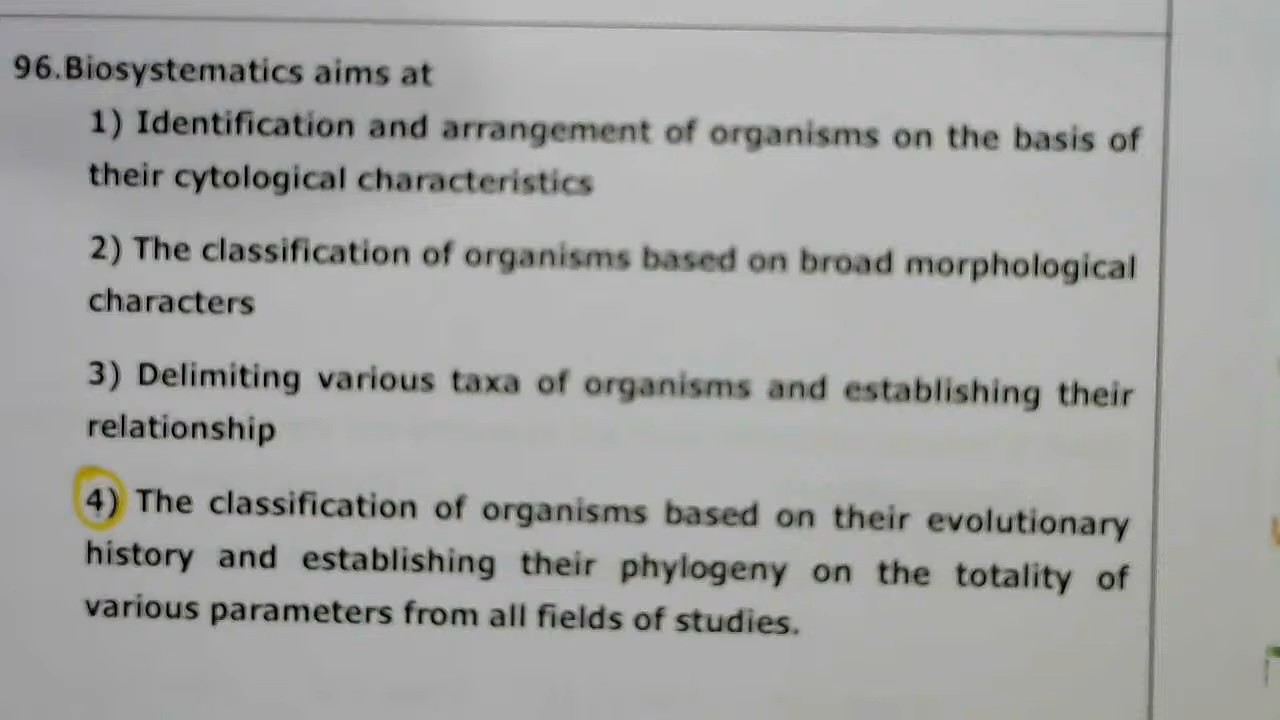 96.Biosystematics aims at
1) Identification and arrangement of organisms on the basis of
their cytological characteristics
2) The classification of organisms based on broad morphological
characters
3) Delimiting various taxa of organisms and establishing their
relationship
4) The classification of organisms based on their evolutionary
history and establishing their phylogeny on the totality of
various parameters from all fields of studies.